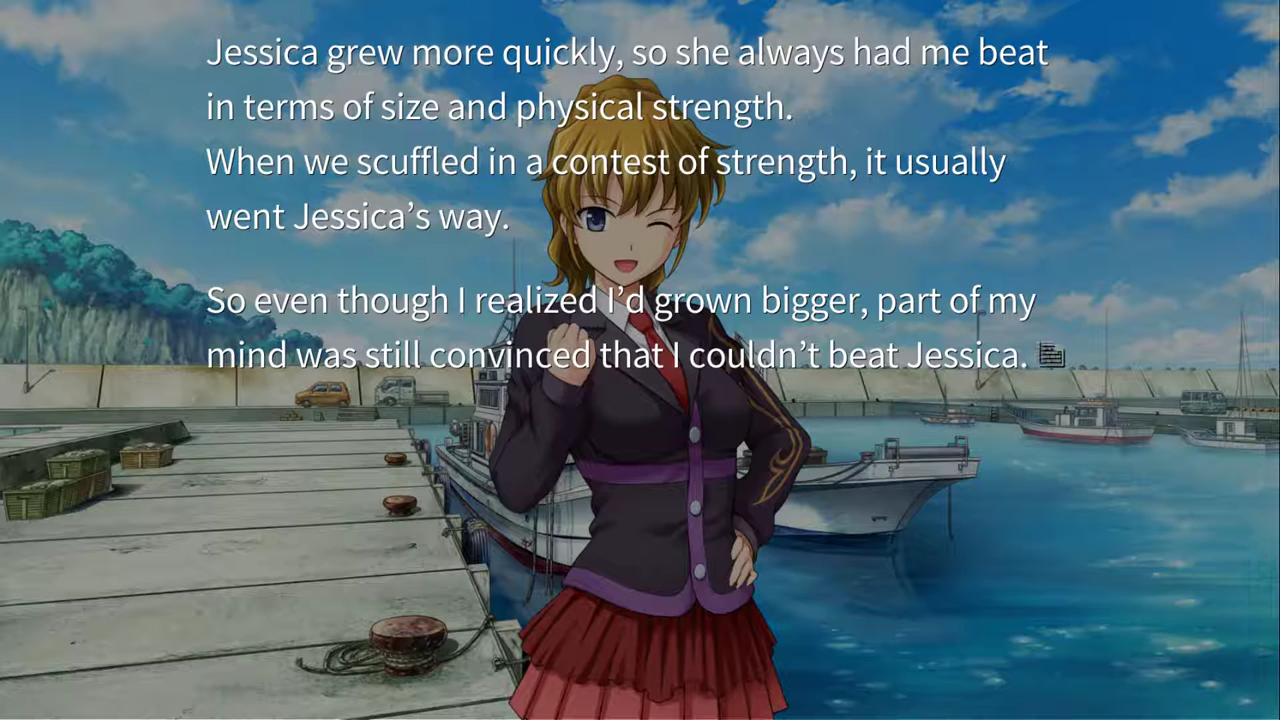 Jessica grew more quickly, so she always had me beat
in terms of size and physical strength.
When we scuffled in a contest of strength, it usually
went Jessica’s way.
So even though I realized I’d grown bigger, part of my
mind was still convinced that I couldn’t beat Jessica.